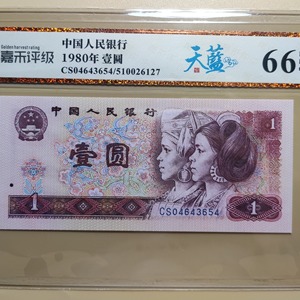 Golden harvest rating
嘉禾评级
中国人民银行
1980年 壹圆
CS04643654/510026127
天蓝
66
中国人民银行
1
壹圆
CS04643654
1
1